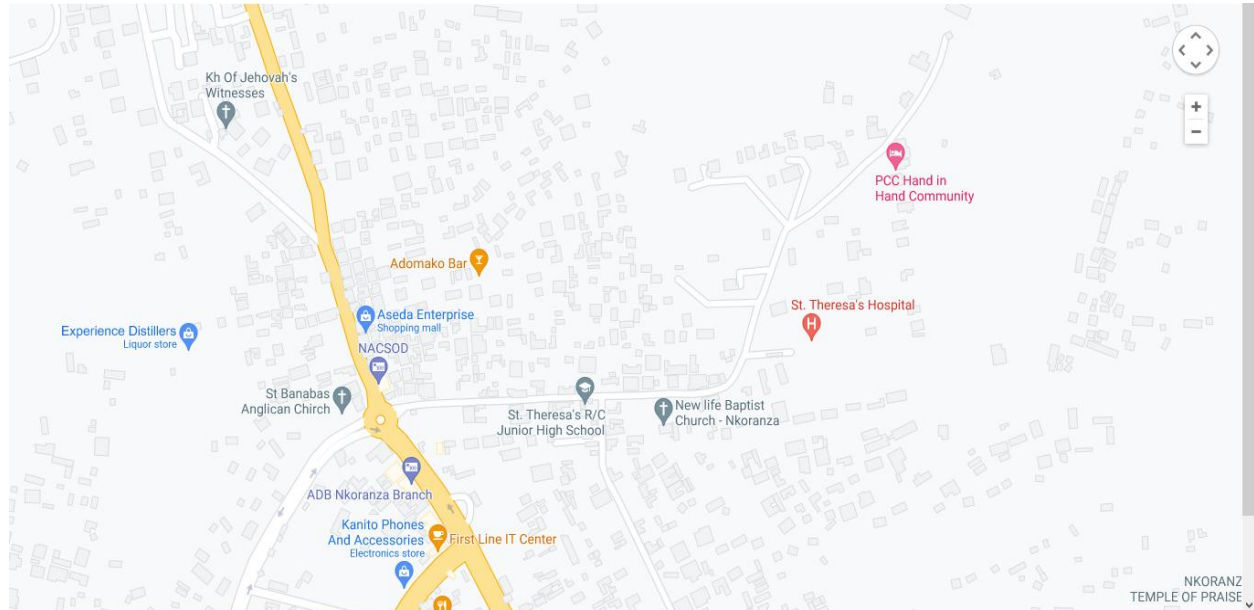 Kh Of Jehovah's
Witnesses
PCC Hand in
Hand Community
Adomako Bar
St. Theresa's Hospital
Aseda Enterprise
Shopping mall
Experience Distillers
Liquor store
NACSOD
St Banabas
Anglican Chirch
St. Theresa's R/C
Junior High School
New life Baptist
Church - Nkoranza
ADB Nkoranza Branch
Kanito Phones
And Accessories
Electronics store
First Line IT Center
NKORANZ
TEMPLE OF PRAISE